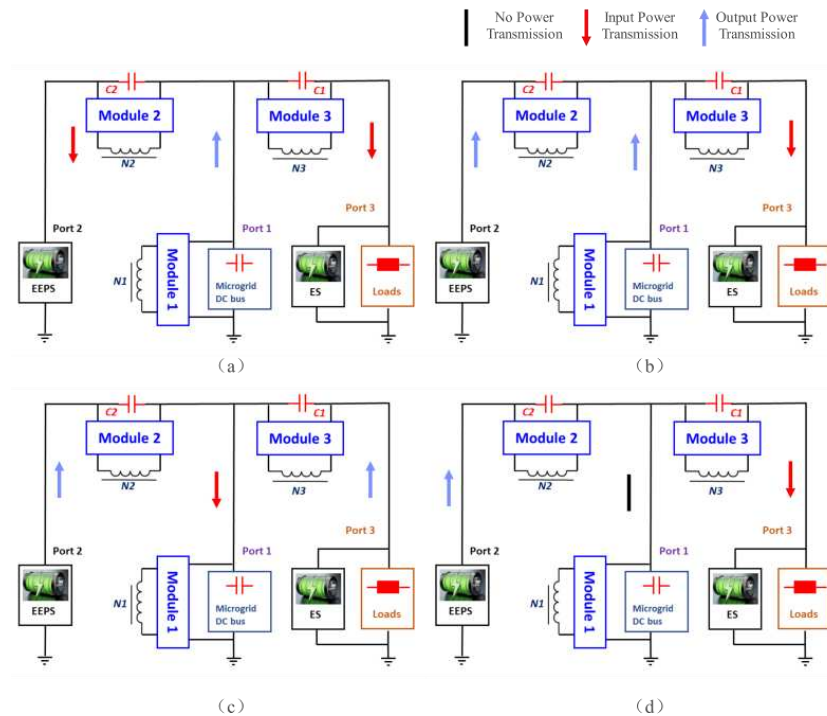 No Power Transmission
Input Power Transmission
Output Power Transmission
C2
Module 2
N2
C1
Module 3
N3
Port 2
EEPS
N1
Module 1
Port 1
Microgrid
DC bus
Port 3
ES
Loads
(a)
C2
Module 2
N2
C1
Module 3
N3
Port 2
EEPS
N1
Module 1
Port 1
Microgrid
DC bus
Port 3
ES
Loads
(b)
C2
Module 2
N2
C1
Module 3
N3
Port 2
EEPS
N1
Module 1
Port 1
Microgrid
DC bus
Port 3
ES
Loads
(c)
C2
Module 2
N2
C1
Module 3
N3
Port 2
EEPS
N1
Module 1
Port 1
Microgrid
DC bus
Port 3
ES
Loads
(d)